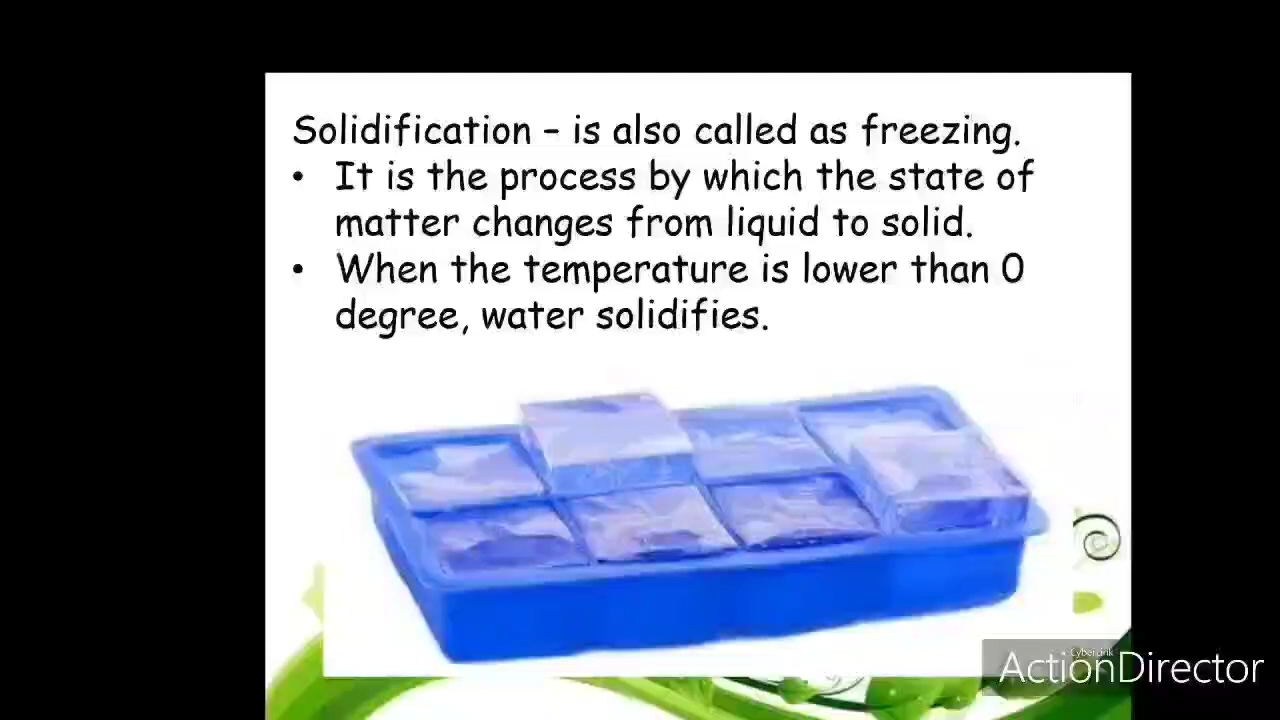 Solidification – is also called as freezing.
• It is the process by which the state of
matter changes from liquid to solid.
• When the temperature is lower than 0
degree, water solidifies.
CyberLink
ActionDirector